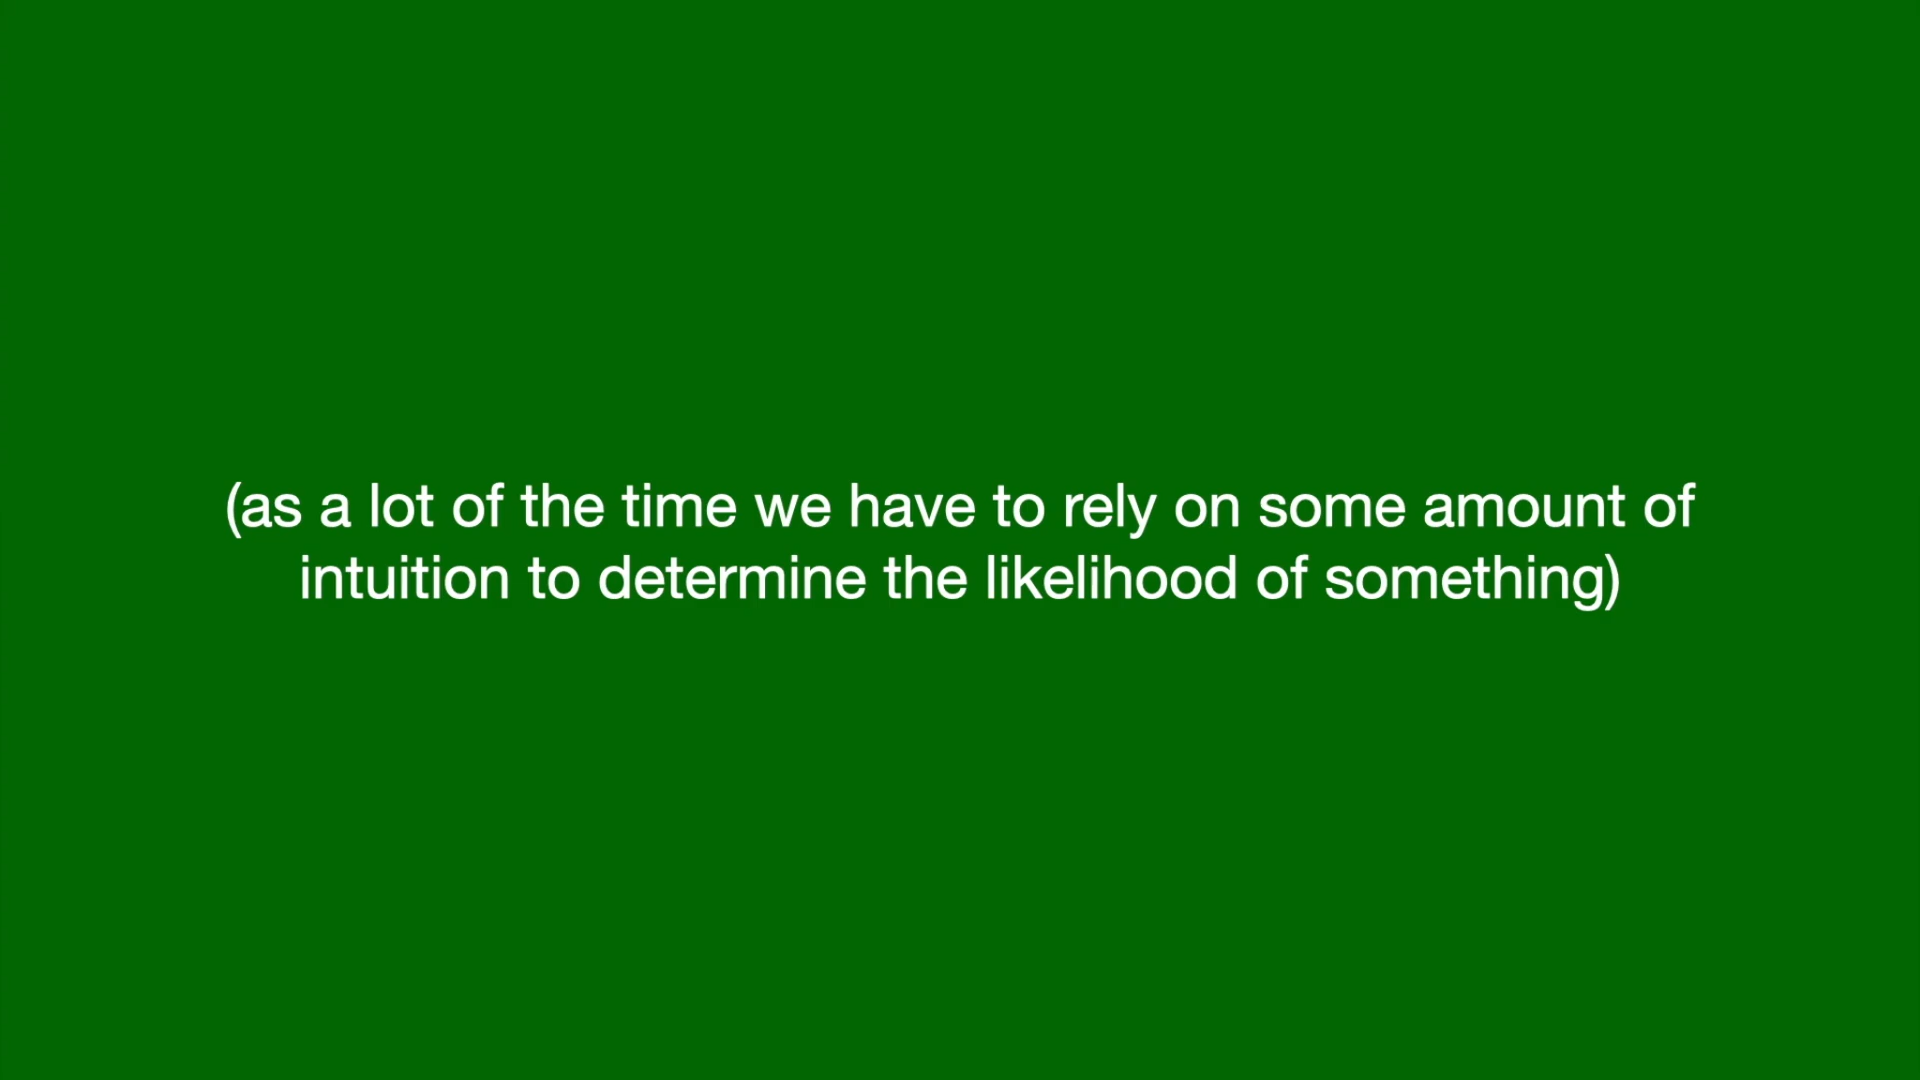 (as a lot of the time we have to rely on some amount of
intuition to determine the likelihood of something)